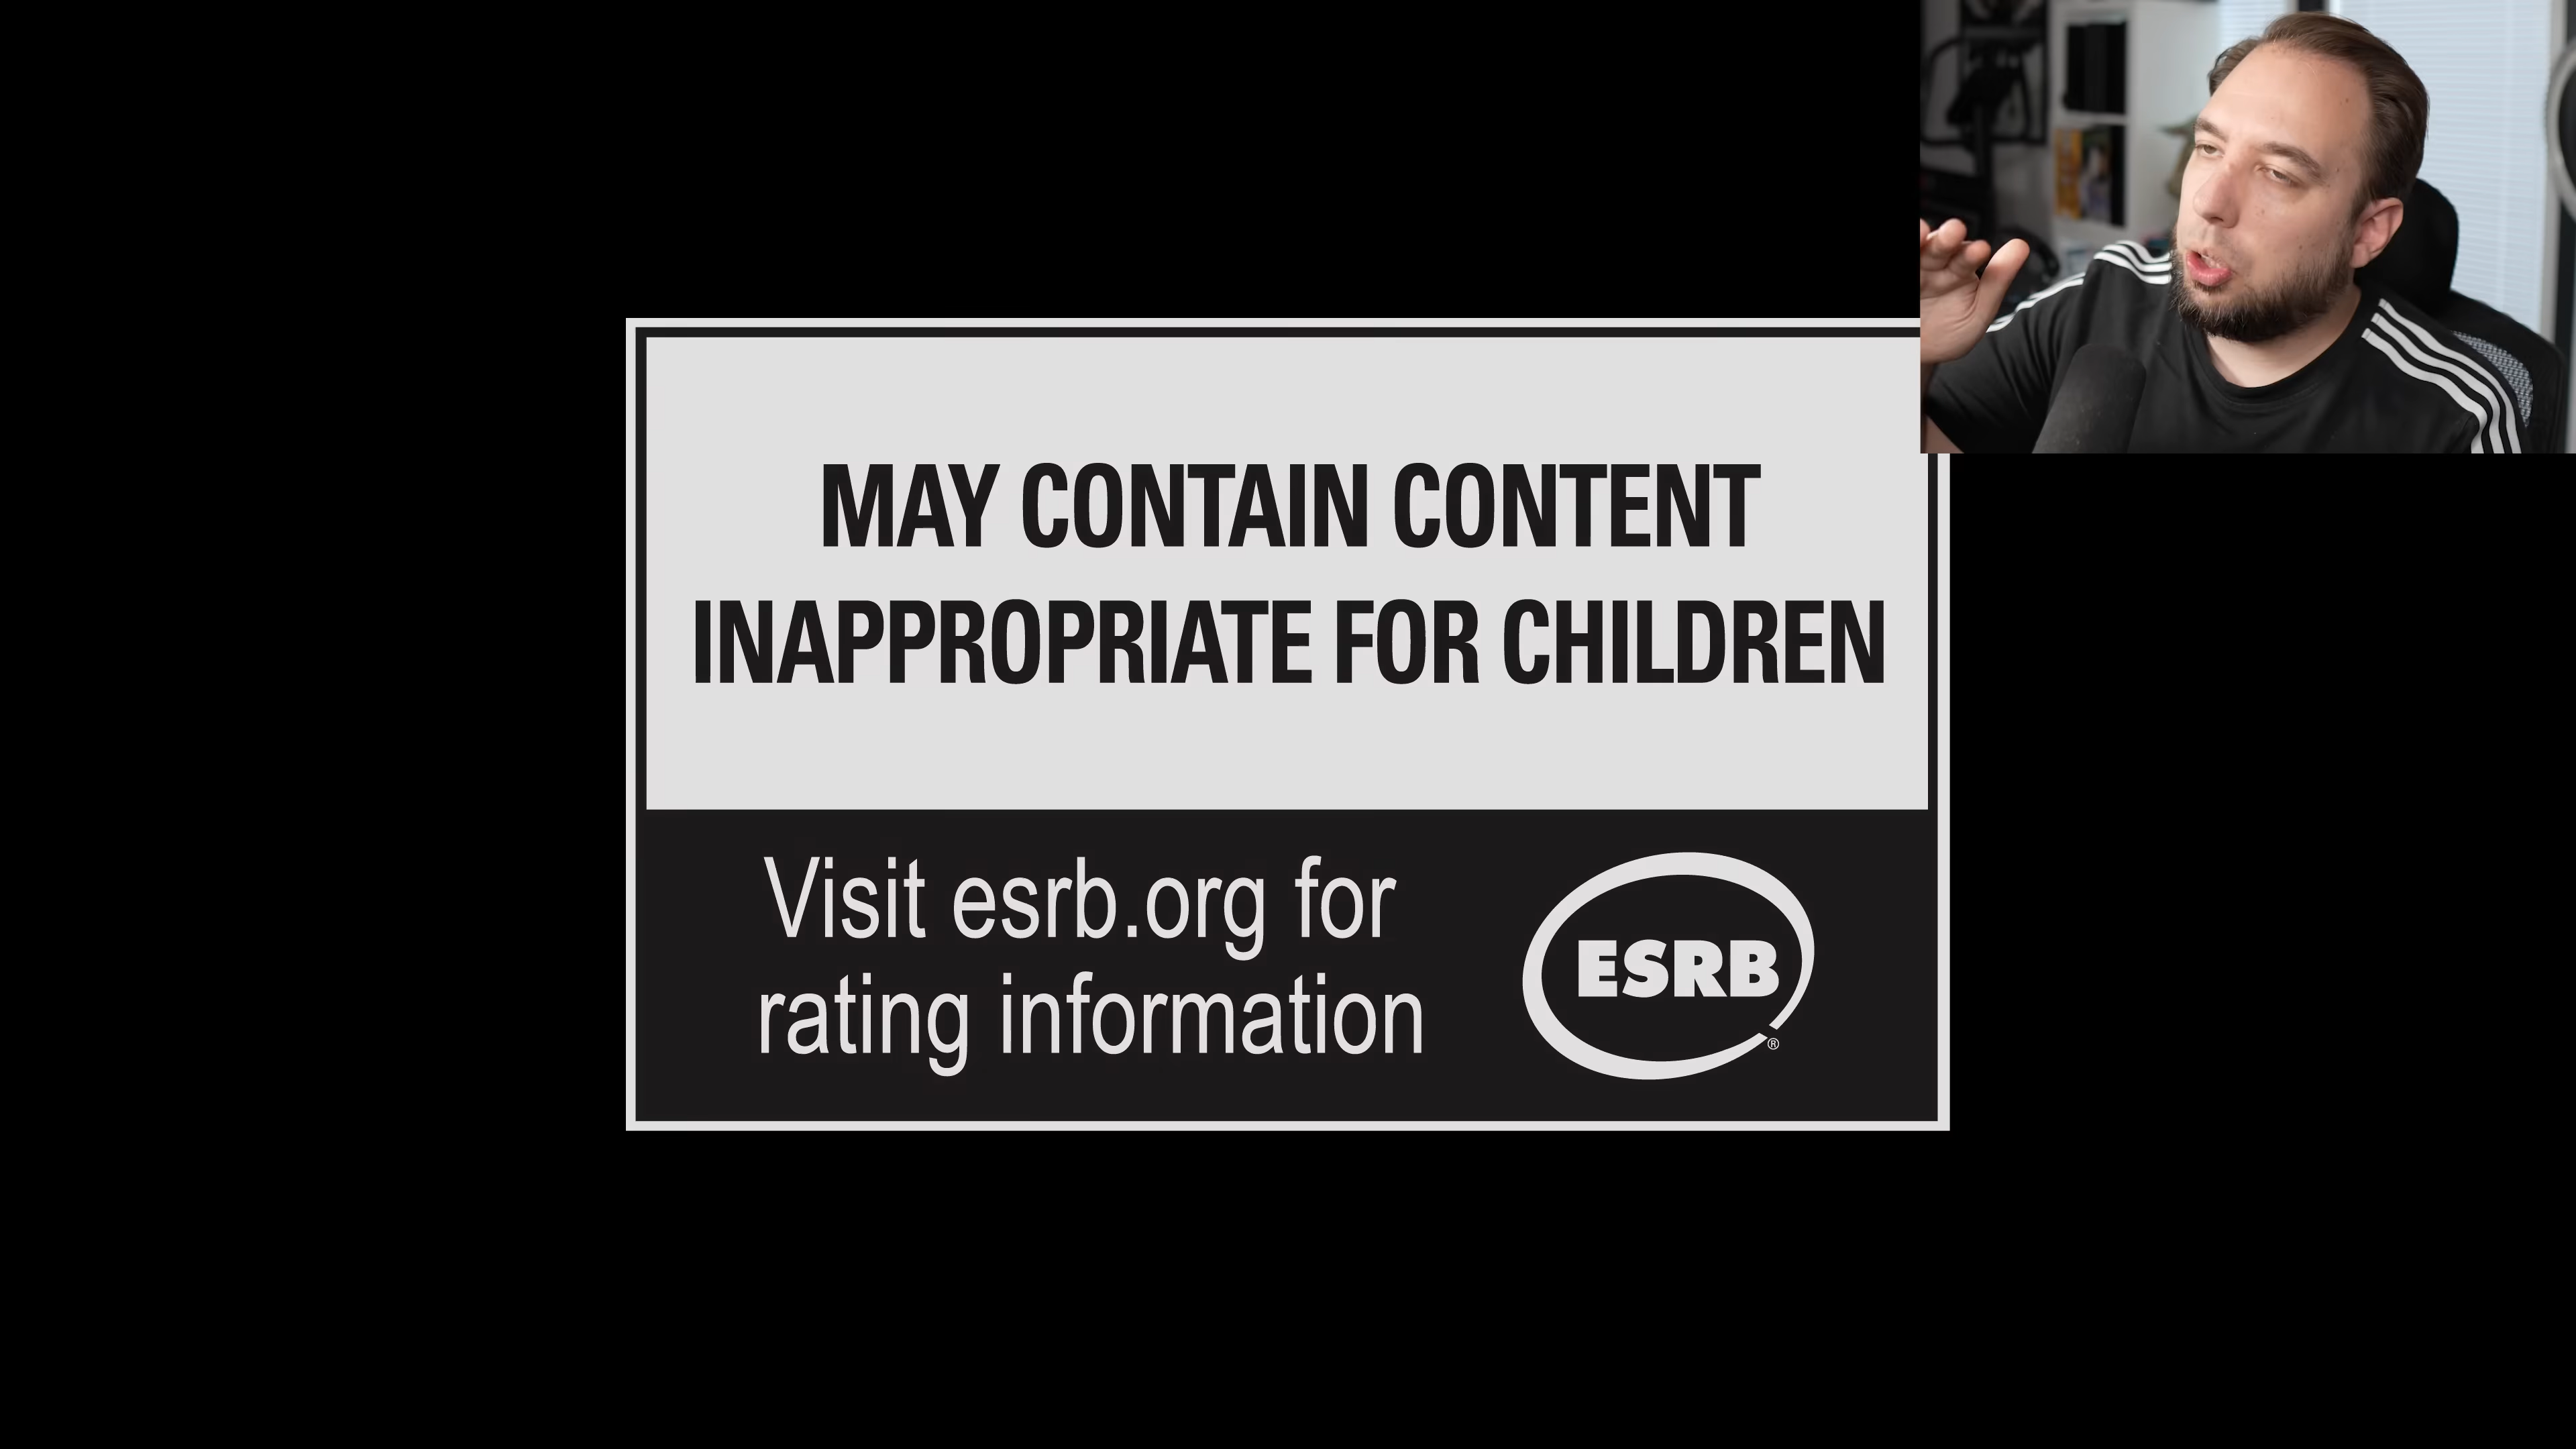 MAY CONTAIN CONTENT
INAPPROPRIATE FOR CHILDREN
Visit esrb.org for
rating information
ESRB
®